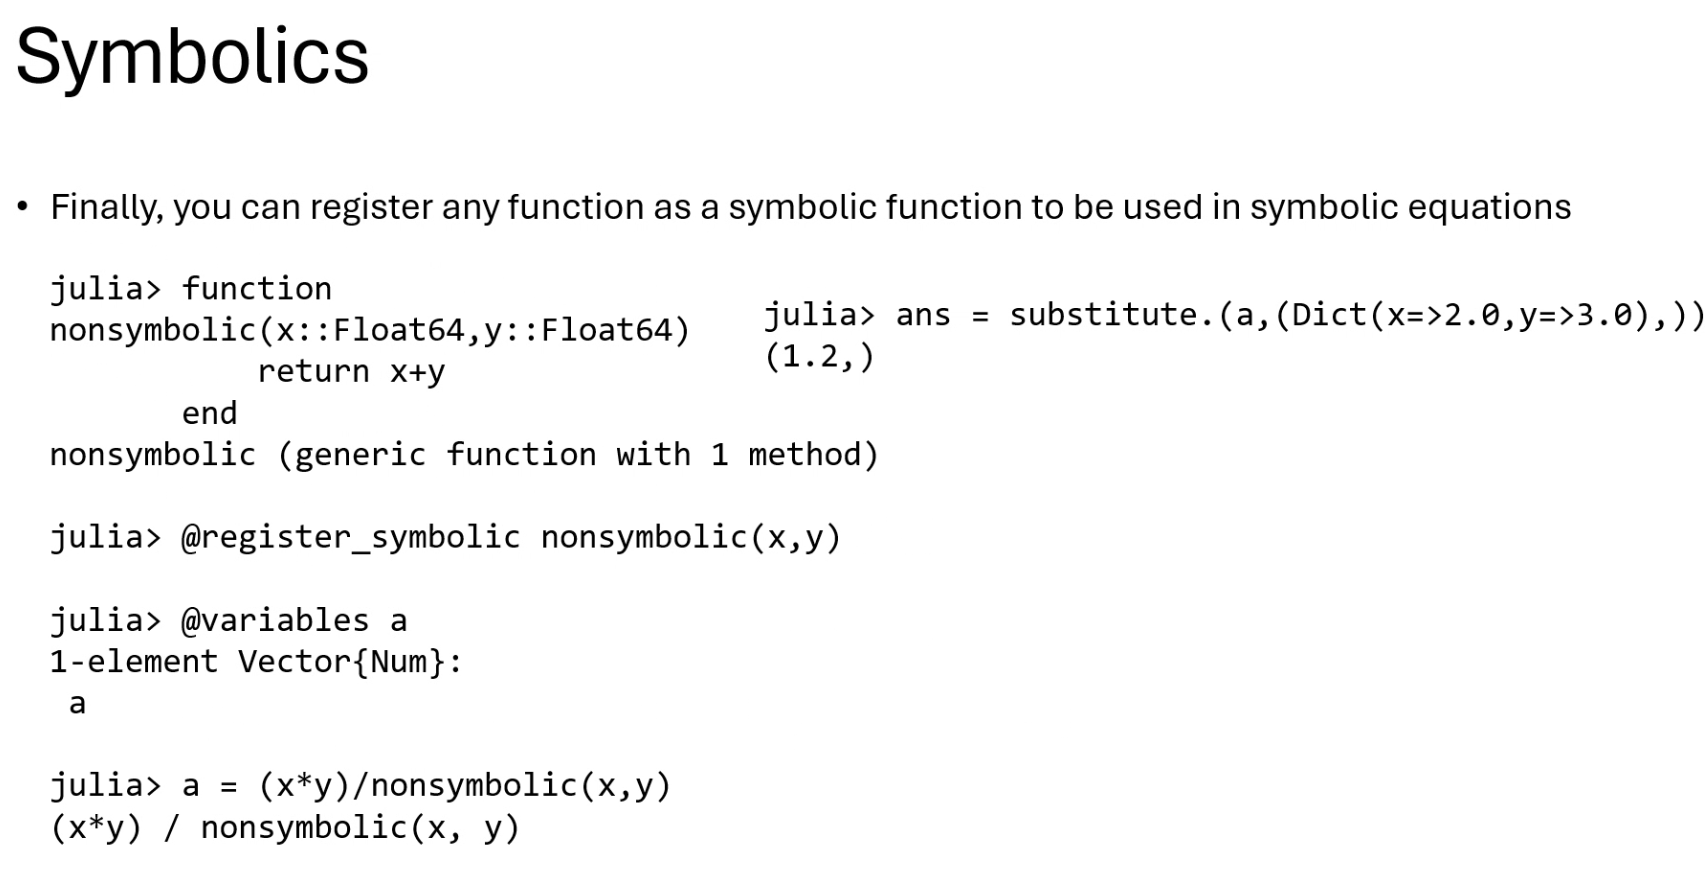 Symbolics
• Finally, you can register any function as a symbolic function to be used in symbolic equations
julia> function
nonsymbolic(x::Float64,y::Float64)
           return x+y
       end
nonsymbolic (generic function with 1 method)
julia> @register_symbolic nonsymbolic(x,y)
julia> @variables a
1-element Vector{Num}:
 a
julia> a = (x*y)/nonsymbolic(x,y)
(x*y) / nonsymbolic(x, y)
julia> ans = substitute.(a,(Dict(x=>2.0,y=>3.0),))
(1.2,)